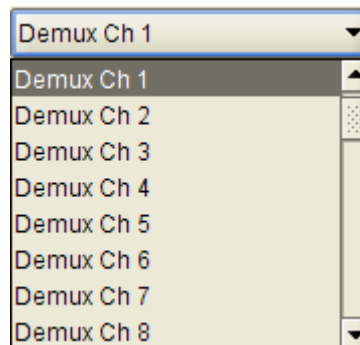 Demux Ch 1
Demux Ch 1
Demux Ch 2
Demux Ch 3
Demux Ch 4
Demux Ch 5
Demux Ch 6
Demux Ch 7
Demux Ch 8